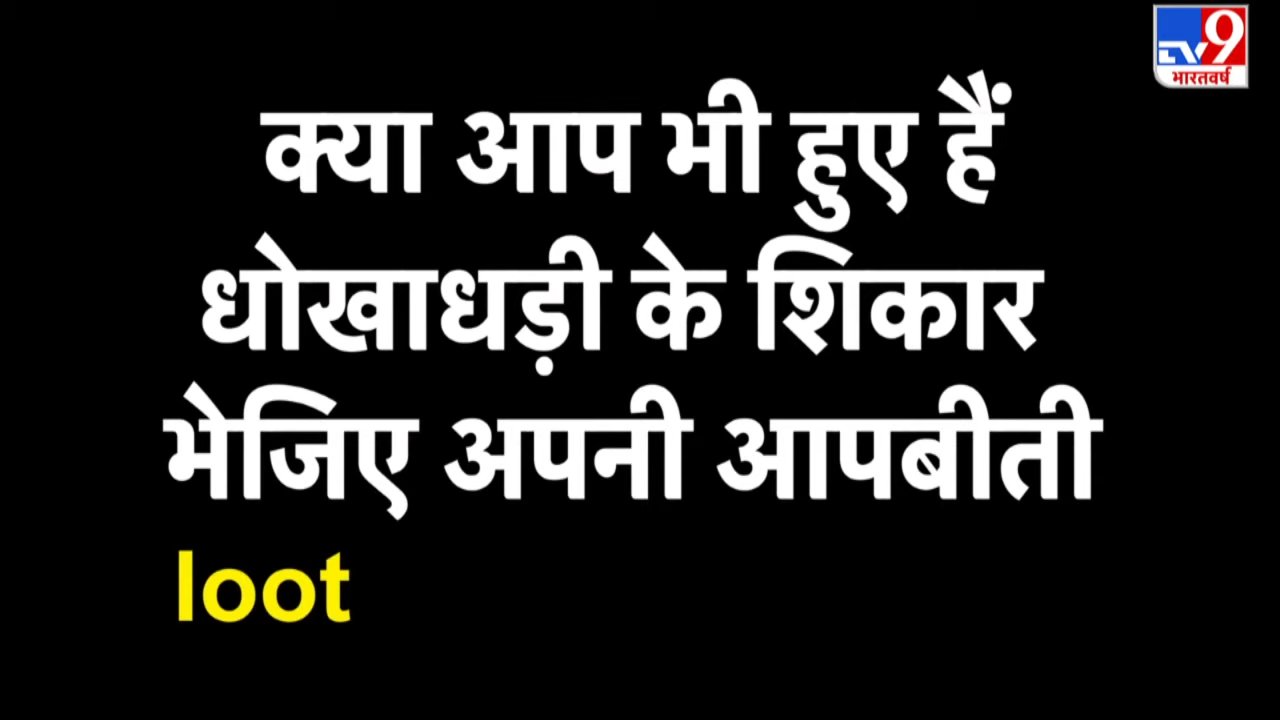 TV9
भारतवर्ष
क्या आप भी हुए हैं
धोखाधड़ी के शिकार
भेजिए अपनी आपबीती
loot